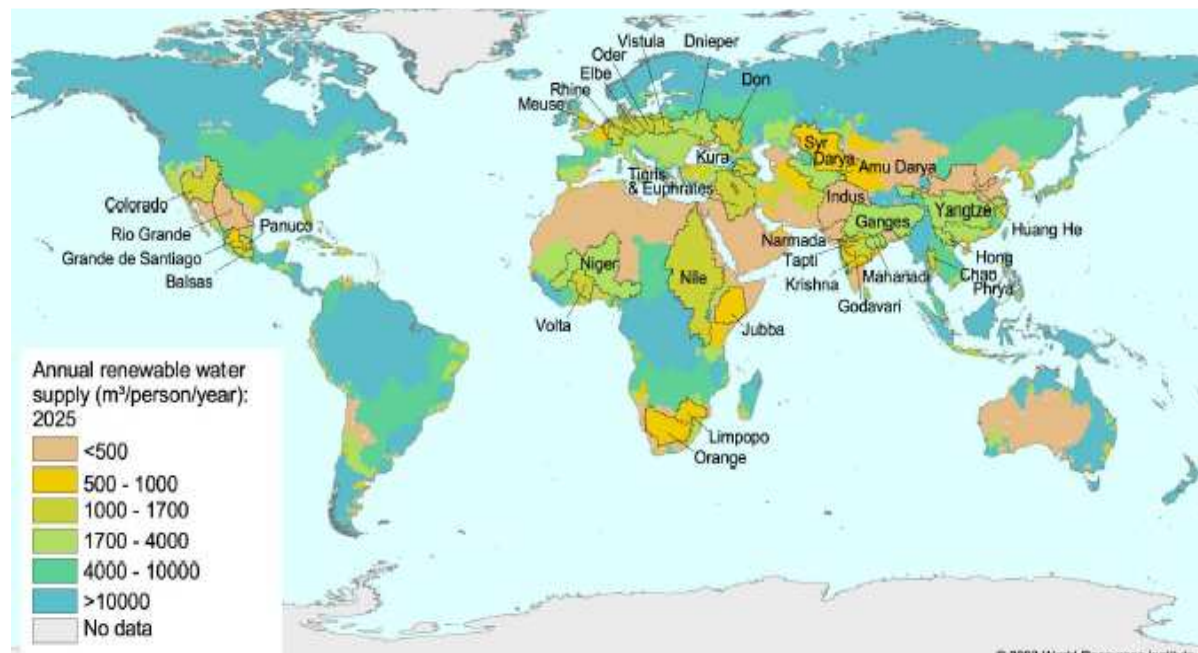 Vistula
Dnieper
Oder
Elbe
Don
Rhine
Meuse
Syr
Darya
Kura
Amu Darya
Tigris
& Euphrates
Indus
Colorado
Yangtze
Ganges
Panuco
Rio Grande
Huang He
Narmada
Grande de Santiago
Tapti
Hong
Niger
Nile
Mahanadi
Chao
Balsas
Krishna
Phrya
Godavari
Volta
Jubba
Annual renewable water
supply (m³/person/year):
2025
<500
500 - 1000
1000 - 1700
1700 - 4000
4000 - 10000
>10000
No data
Limpopo
Orange